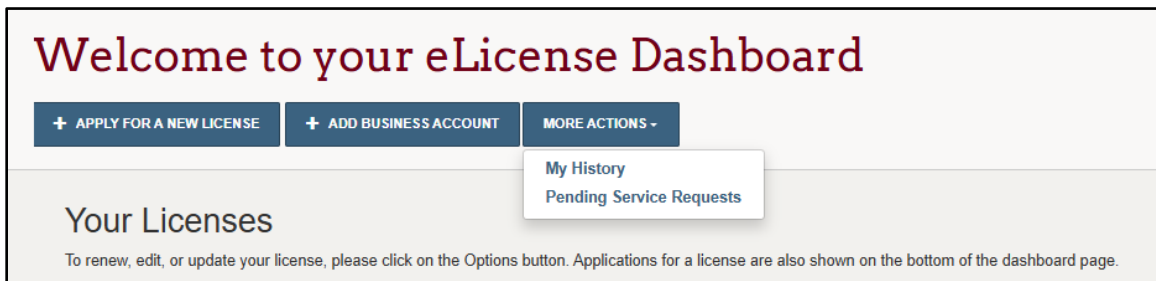 Welcome to your eLicense Dashboard
+ APPLY FOR A NEW LICENSE
+ ADD BUSINESS ACCOUNT
MORE ACTIONS
My History
Pending Service Requests
Your Licenses
To renew, edit, or update your license, please click on the Options button. Applications for a license are also shown on the bottom of the dashboard page.